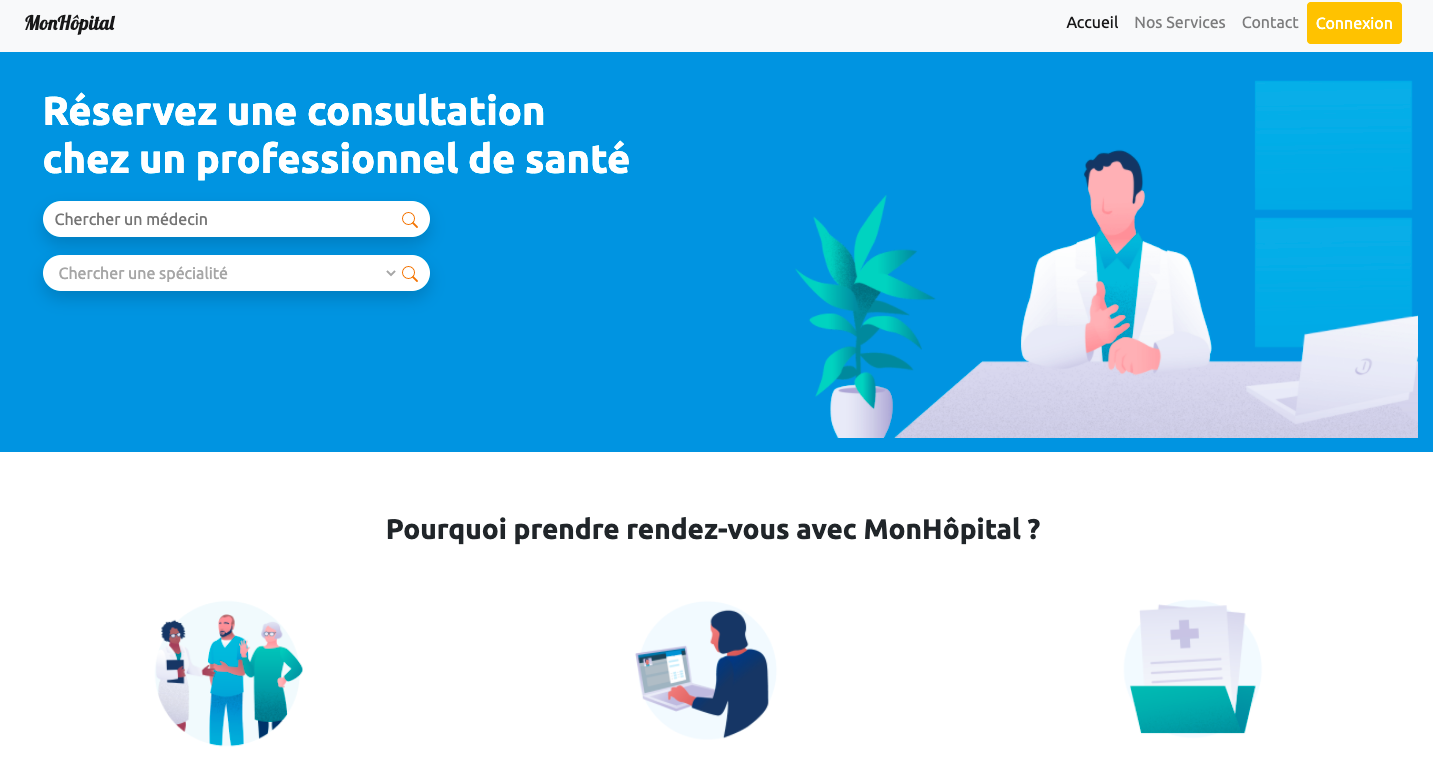 MonHôpital
Accueil
Nos Services
Contact
Connexion
Réservez une consultation
chez un professionnel de santé
Chercher un médecin
Chercher une spécialité
Pourquoi prendre rendez-vous avec MonHôpital ?